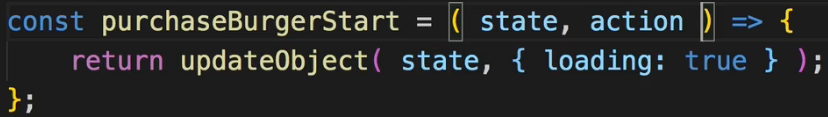 const purchaseBurgerStart = ( state, action ) => {
    return updateObject( state, { loading: true } );
};